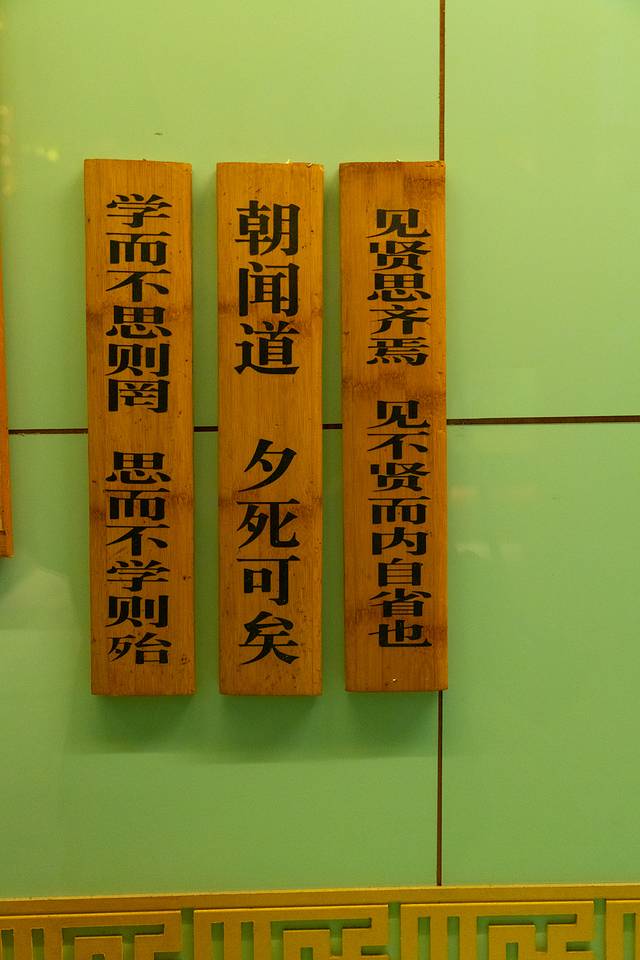 见贤思齐焉 见不贤而内自省也
朝闻道 夕死可矣
学而不思则罔 思而不学则殆